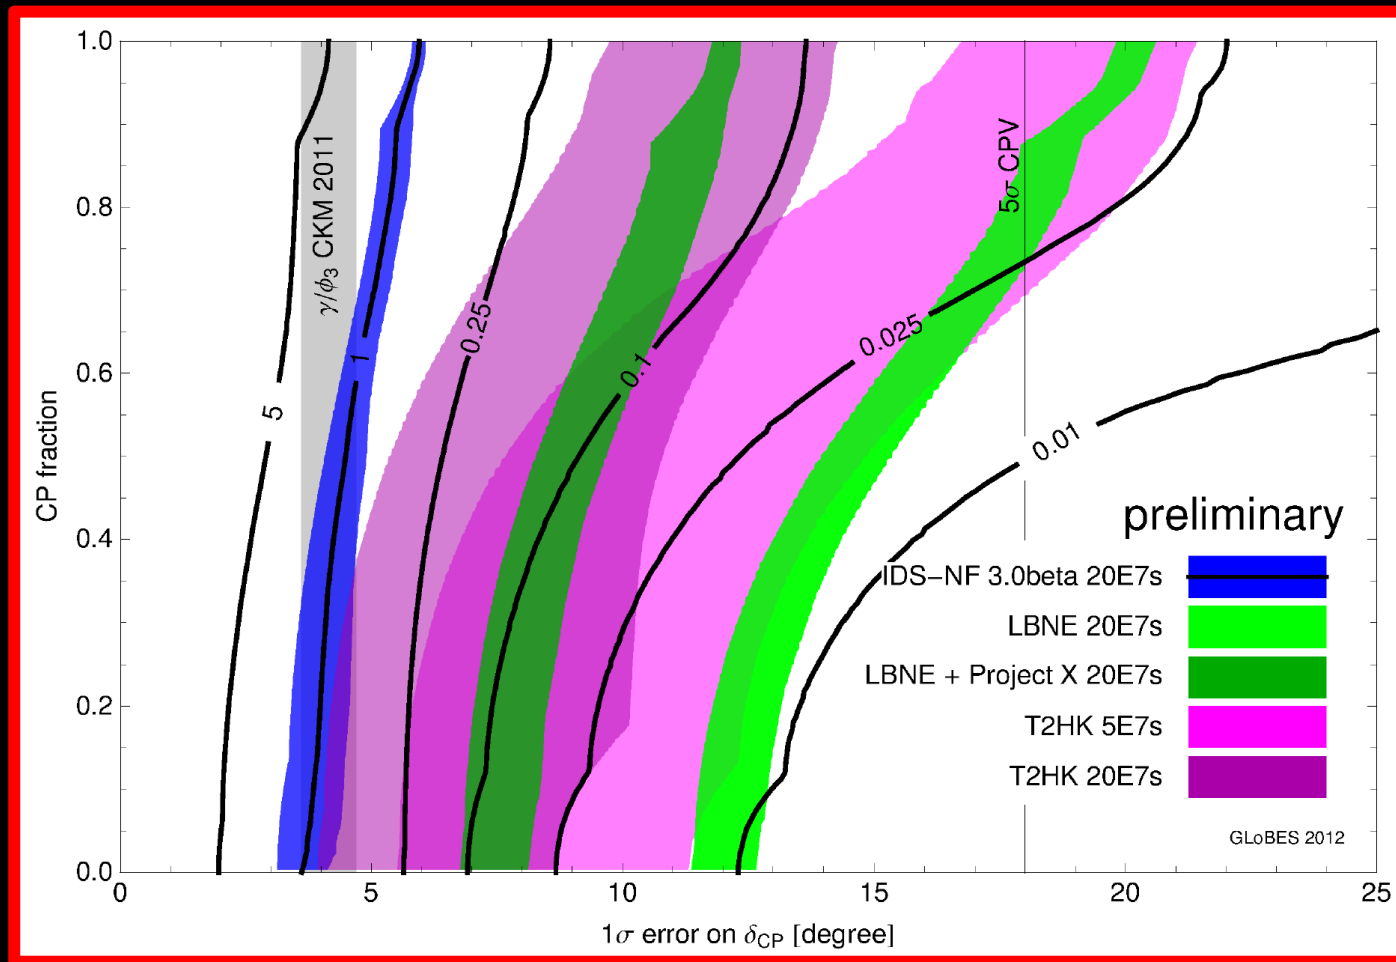 1.0
0.8
0.6
0.4
0.2
0.0
CP fraction
0
5
10
15
20
25
1σ error on δCP [degree]
γ/ϕ3 CKM 2011
5σ CPV
5
1
0.25
0.1
0.025
0.01
preliminary
IDS−NF 3.0beta 20E7s
LBNE 20E7s
LBNE + Project X 20E7s
T2HK 5E7s
T2HK 20E7s
GLoBES 2012